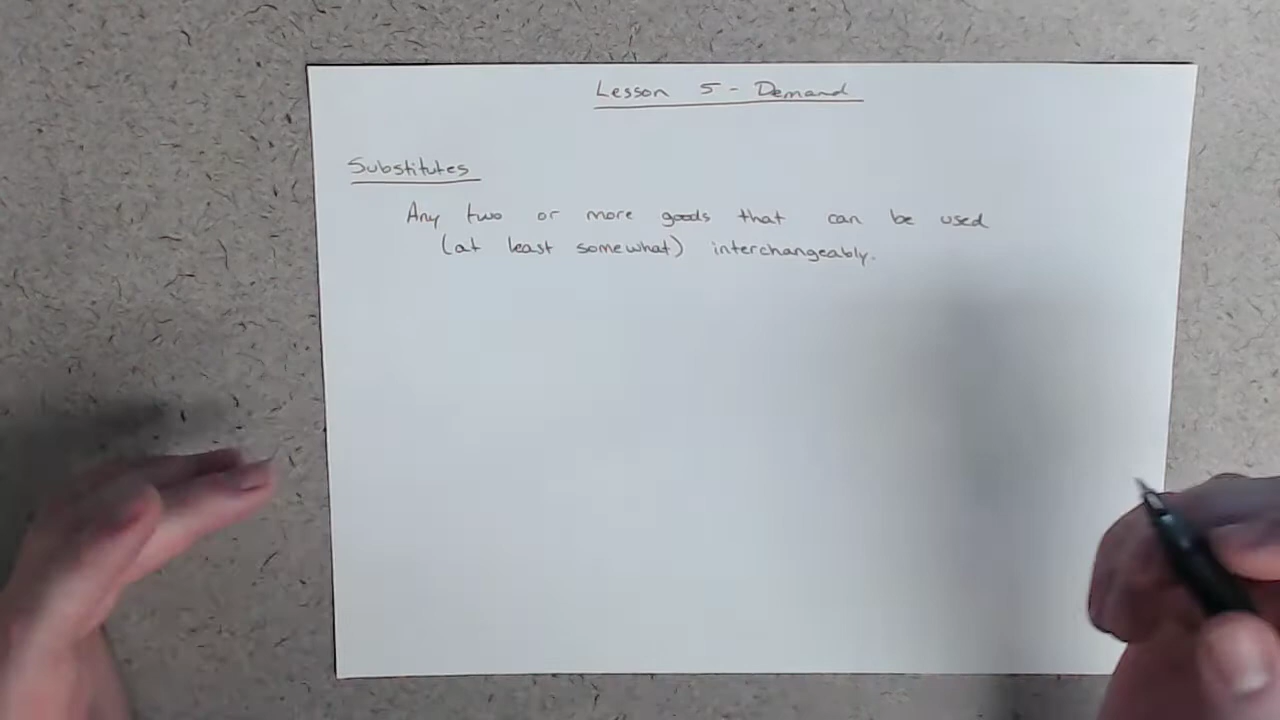 Lesson 5 - Demand
Substitutes
Any two or more goods that can be used
(at least somewhat) interchangeably.